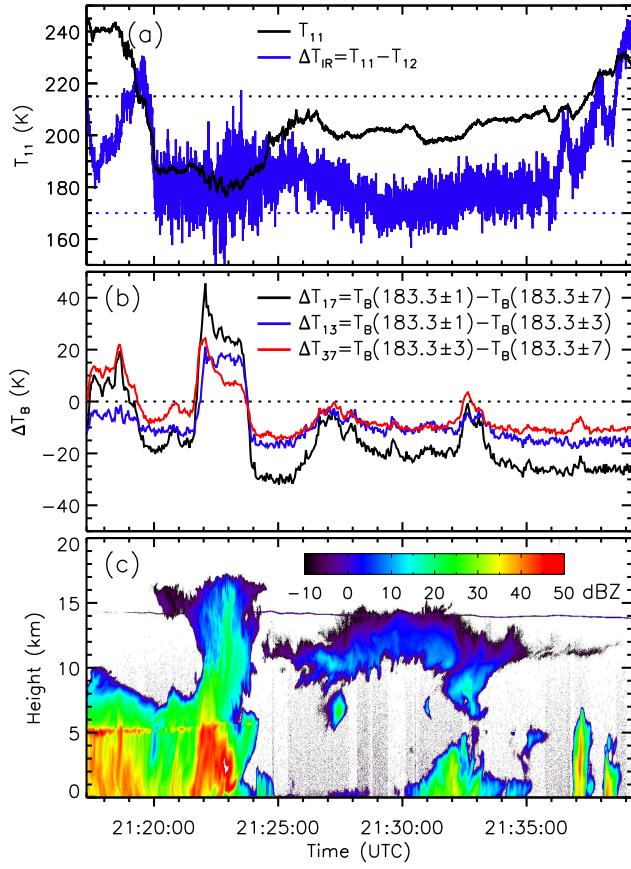 (a)
T11
ΔTIR=T11−T12
240
220
200
180
160
T11 (K)
(b)
ΔT17=TB(183.3±1)−TB(183.3±7)
ΔT13=TB(183.3±1)−TB(183.3±3)
ΔT37=TB(183.3±3)−TB(183.3±7)
40
20
0
−20
−40
ΔTB (K)
(c)
−10 0 10 20 30 40 50 dBZ
20
15
10
5
0
Height (km)
21:20:00 21:25:00 21:30:00 21:35:00
Time (UTC)